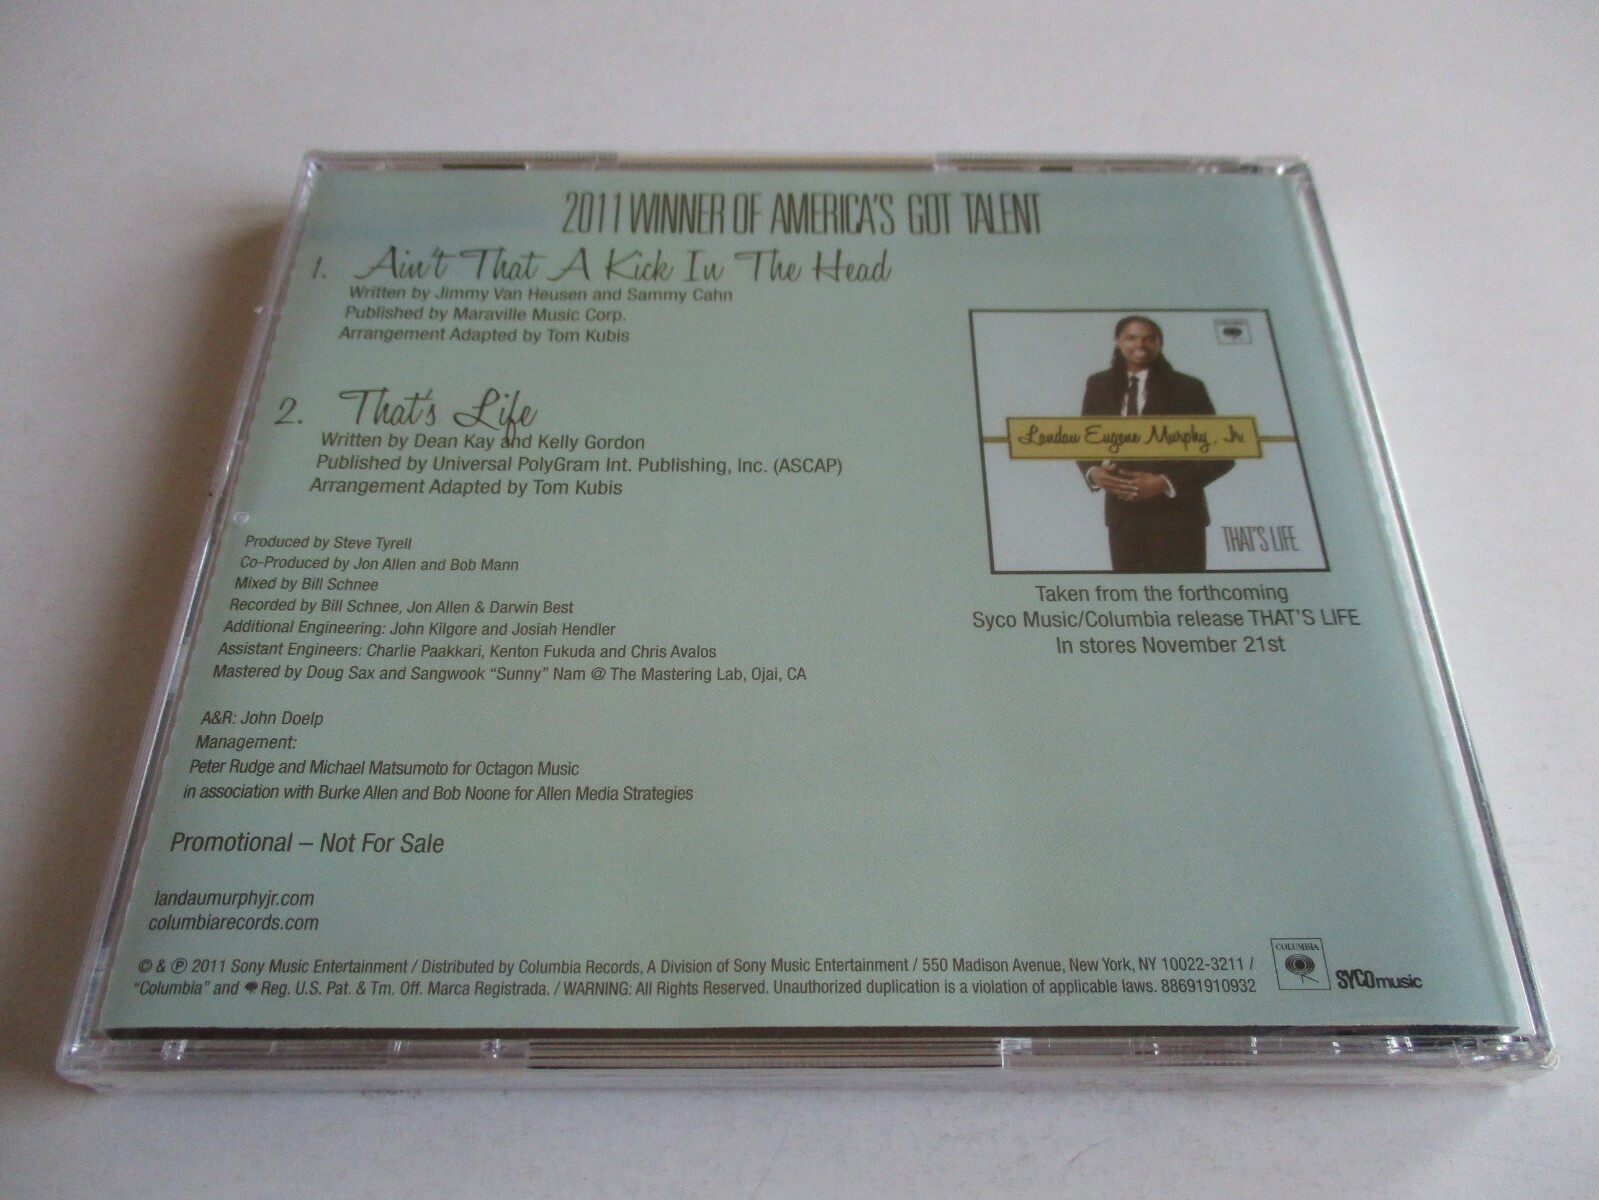 2011 WINNER OF AMERICA'S GOT TALENT
1. Ain't That A Kick In The Head
Written by Jimmy Van Heusen and Sammy Cahn
Published by Maraville Music Corp.
Arrangement Adapted by Tom Kubis
2. That's Life
Written by Dean Kay and Kelly Gordon
Published by Universal PolyGram Int. Publishing, Inc. (ASCAP)
Arrangement Adapted by Tom Kubis
Produced by Steve Tyrell
Co-Produced by Jon Allen and Bob Mann
Mixed by Bill Schnee
Recorded by Bill Schnee, Jon Allen & Darwin Best
Additional Engineering: John Kilgore and Josiah Hendler
Assistant Engineers: Charlie Paakkari, Kenton Fukuda and Chris Avalos
Mastered by Doug Sax and Sangwook “Sunny” Nam @ The Mastering Lab, Ojai, CA
A&R: John Doelp
Management:
Peter Rudge and Michael Matsumoto for Octagon Music
in association with Burke Allen and Bob Noone for Allen Media Strategies
Promotional – Not For Sale
landaumurphyjr.com
columbiarecords.com
Landau Eugene Murphy, Jr.
THAT'S LIFE
Taken from the forthcoming
Syco Music/Columbia release THAT'S LIFE
In stores November 21st
© & ℗ 2011 Sony Music Entertainment / Distributed by Columbia Records, A Division of Sony Music Entertainment / 550 Madison Avenue, New York, NY 10022-3211 /
“Columbia” and Reg. U.S. Pat. & Tm. Off. Marca Registrada. / WARNING: All Rights Reserved. Unauthorized duplication is a violation of applicable laws. 88691910932
COLUMBIA
SYCOmusic